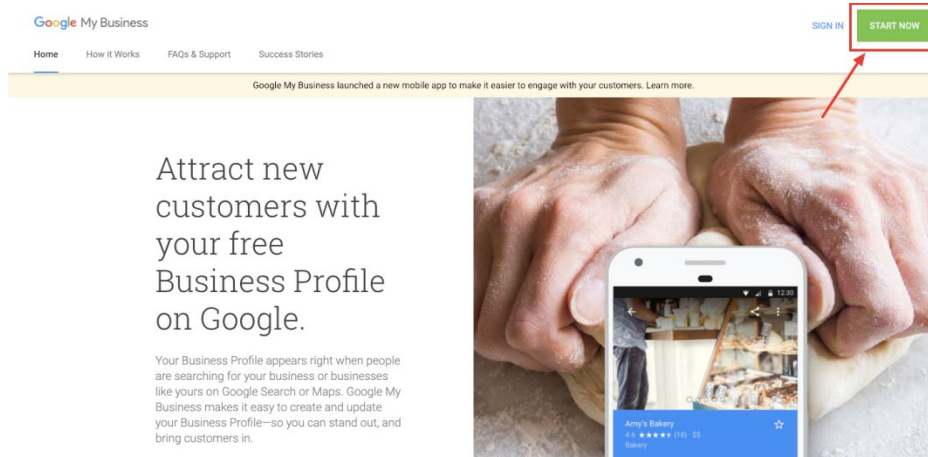 Google My Business
SIGN IN
START NOW
Home
How it Works
FAQs & Support
Success Stories
Google My Business launched a new mobile app to make it easier to engage with your customers. Learn more.
Attract new
customers with
your free
Business Profile
on Google.
Your Business Profile appears right when people
are searching for your business or businesses
like yours on Google Search or Maps. Google My
Business makes it easy to create and update
your Business Profile—so you can stand out, and
bring customers in.
12:30
Amy's Bakery
4.6 ★★★★★ (18) · $$
Bakery